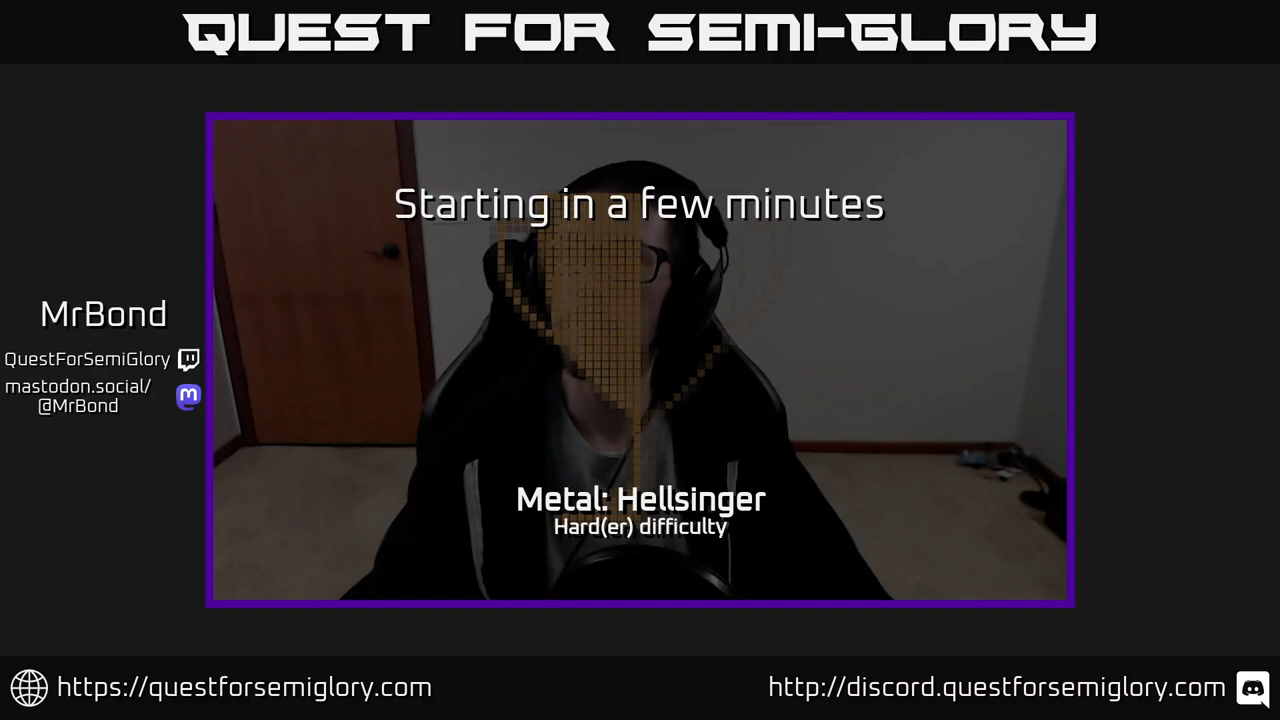 QUEST FOR SEMI-GLORY
Starting in a few minutes
MrBond
QuestForSemiGlory
mastodon.social/
@MrBond
Metal: Hellsinger
Hard(er) difficulty
https://questforsemiglory.com
http://discord.questforsemiglory.com